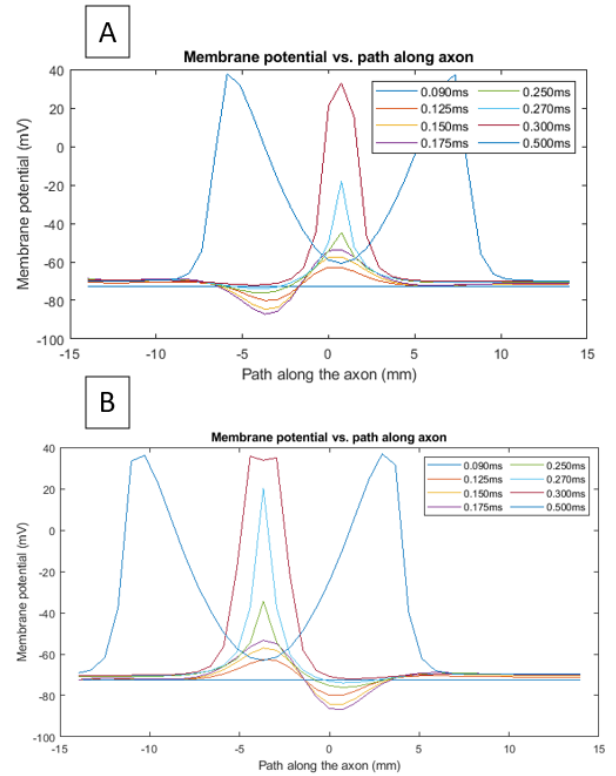 A
Membrane potential vs. path along axon
40
20
0
-20
-40
-60
-80
-100
Membrane potential (mV)
0.090ms 0.250ms
0.125ms 0.270ms
0.150ms 0.300ms
0.175ms 0.500ms
-15 -10 -5 0 5 10 15
Path along the axon (mm)
B
Membrane potential vs. path along axon
40
20
0
-20
-40
-60
-80
-100
Membrane potential (mV)
0.090ms 0.250ms
0.125ms 0.270ms
0.150ms 0.300ms
0.175ms 0.500ms
-15 -10 -5 0 5 10 15
Path along the axon (mm)